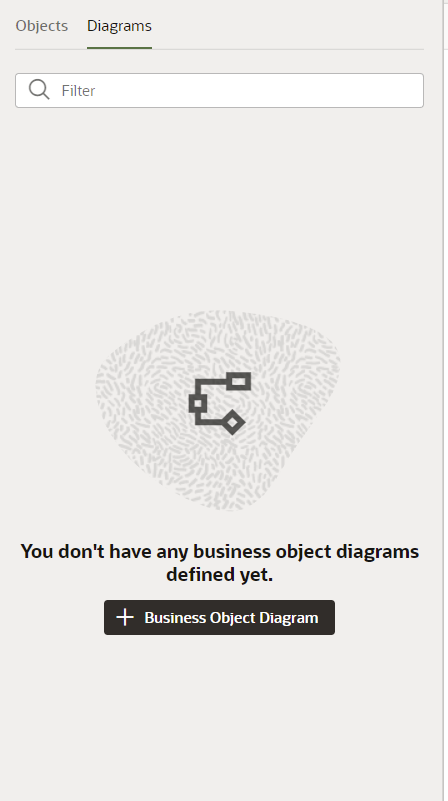 Objects Diagrams
Filter
You don't have any business object diagrams
defined yet.
Business Object Diagram